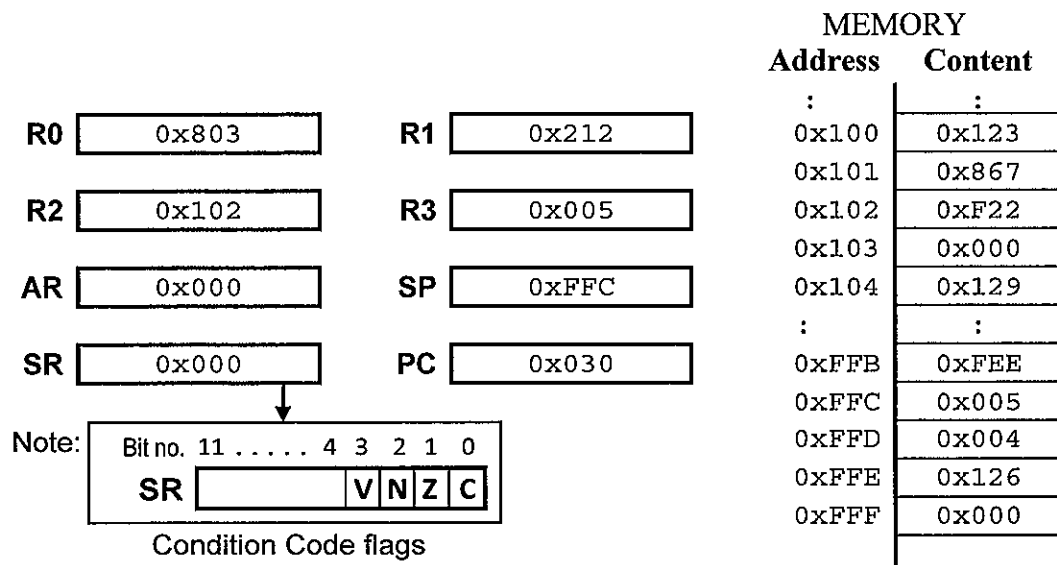 MEMORY
Address Content
: :
0x100 0x123
0x101 0x867
0x102 0xF22
0x103 0x000
0x104 0x129
: :
0xFFB 0xFEE
0xFFC 0x005
0xFFD 0x004
0xFFE 0x126
0xFFF 0x000
R0 0x803 R1 0x212
R2 0x102 R3 0x005
AR 0x000 SP 0xFFC
SR 0x000 PC 0x030
Note: Bit no. 11 ..... 4 3 2 1 0
SR V N Z C
Condition Code flags